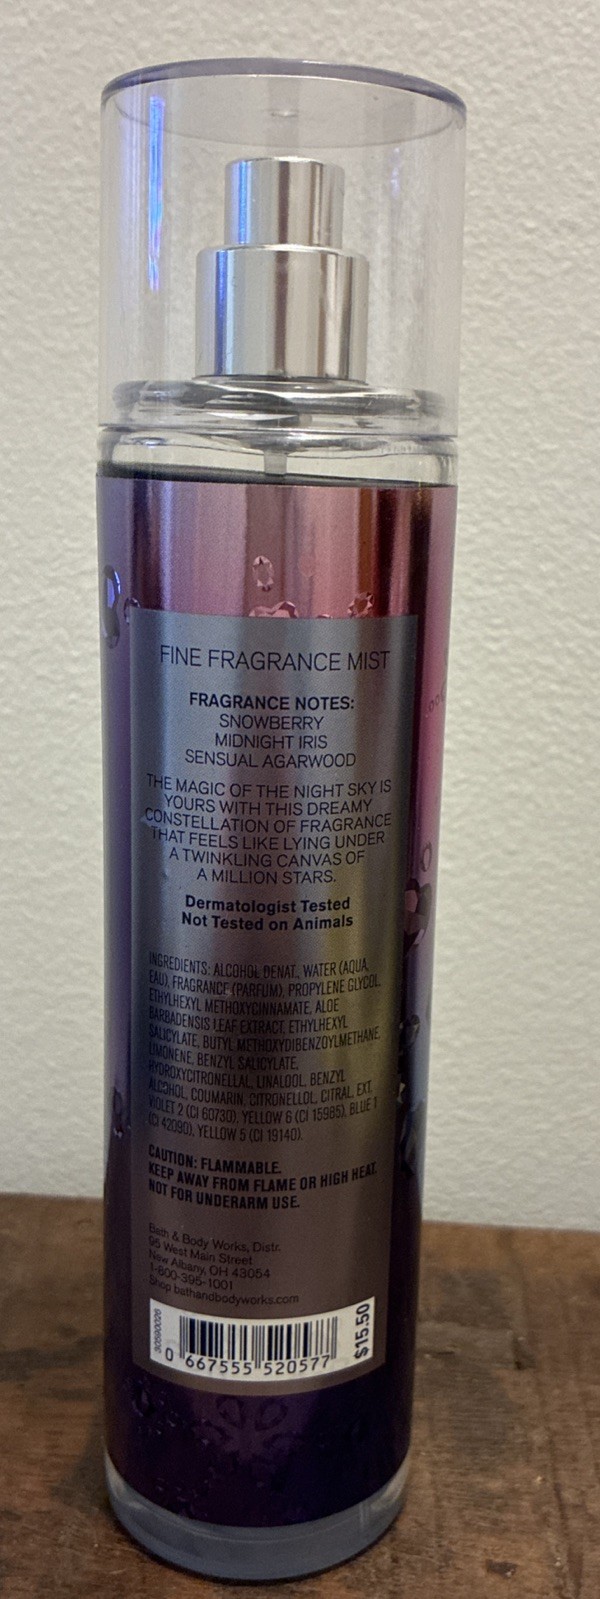 FINE FRAGRANCE MIST
FRAGRANCE NOTES:
SNOWBERRY
MIDNIGHT IRIS
SENSUAL AGARWOOD
THE MAGIC OF THE NIGHT SKY IS
YOURS WITH THIS DREAMY
CONSTELLATION OF FRAGRANCE
THAT FEELS LIKE LYING UNDER
A TWINKLING CANVAS OF
A MILLION STARS.
Dermatologist Tested
Not Tested on Animals
INGREDIENTS: ALCOHOL DENAT., WATER (AQUA,
EAU), FRAGRANCE (PARFUM), PROPYLENE GLYCOL,
ETHYLHEXYL METHOXYCINNAMATE, ALOE
BARBADENSIS LEAF EXTRACT, ETHYLHEXYL
SALICYLATE, BUTYL METHOXYDIBENZOYLMETHANE,
LIMONENE, BENZYL SALICYLATE,
HYDROXYCITRONELLAL, LINALOOL, BENZYL
ALCOHOL, COUMARIN, CITRONELLOL, CITRAL, EXT.
VIOLET 2 (CI 60730), YELLOW 6 (CI 15985), BLUE 1
(CI 42090), YELLOW 5 (CI 19140).
CAUTION: FLAMMABLE.
KEEP AWAY FROM FLAME OR HIGH HEAT.
NOT FOR UNDERARM USE.
Bath & Body Works, Distr.
95 West Main Street
New Albany, OH 43054
1-800-395-1001
Shop bathandbodyworks.com
30590026
0 667555 520577
$15.50